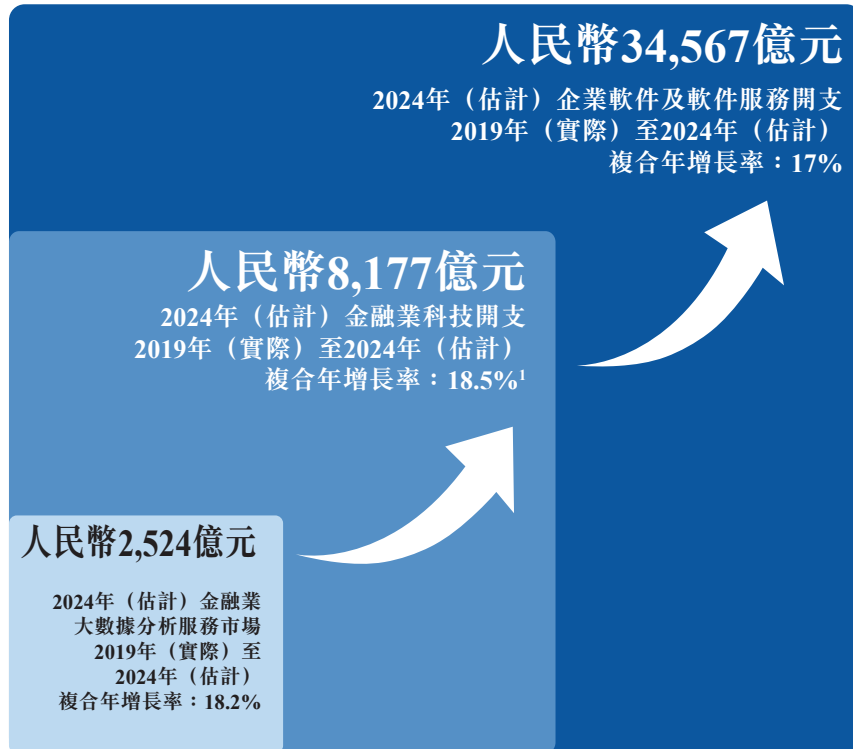 人民幣34,567億元
2024年（估計）企業軟件及軟件服務開支
2019年（實際）至2024年（估計）
複合年增長率：17%
人民幣8,177億元
2024年（估計）金融業科技開支
2019年（實際）至2024年（估計）
複合年增長率：18.5%¹
人民幣2,524億元
2024年（估計）金融業
大數據分析服務市場
2019年（實際）至
2024年（估計）
複合年增長率：18.2%